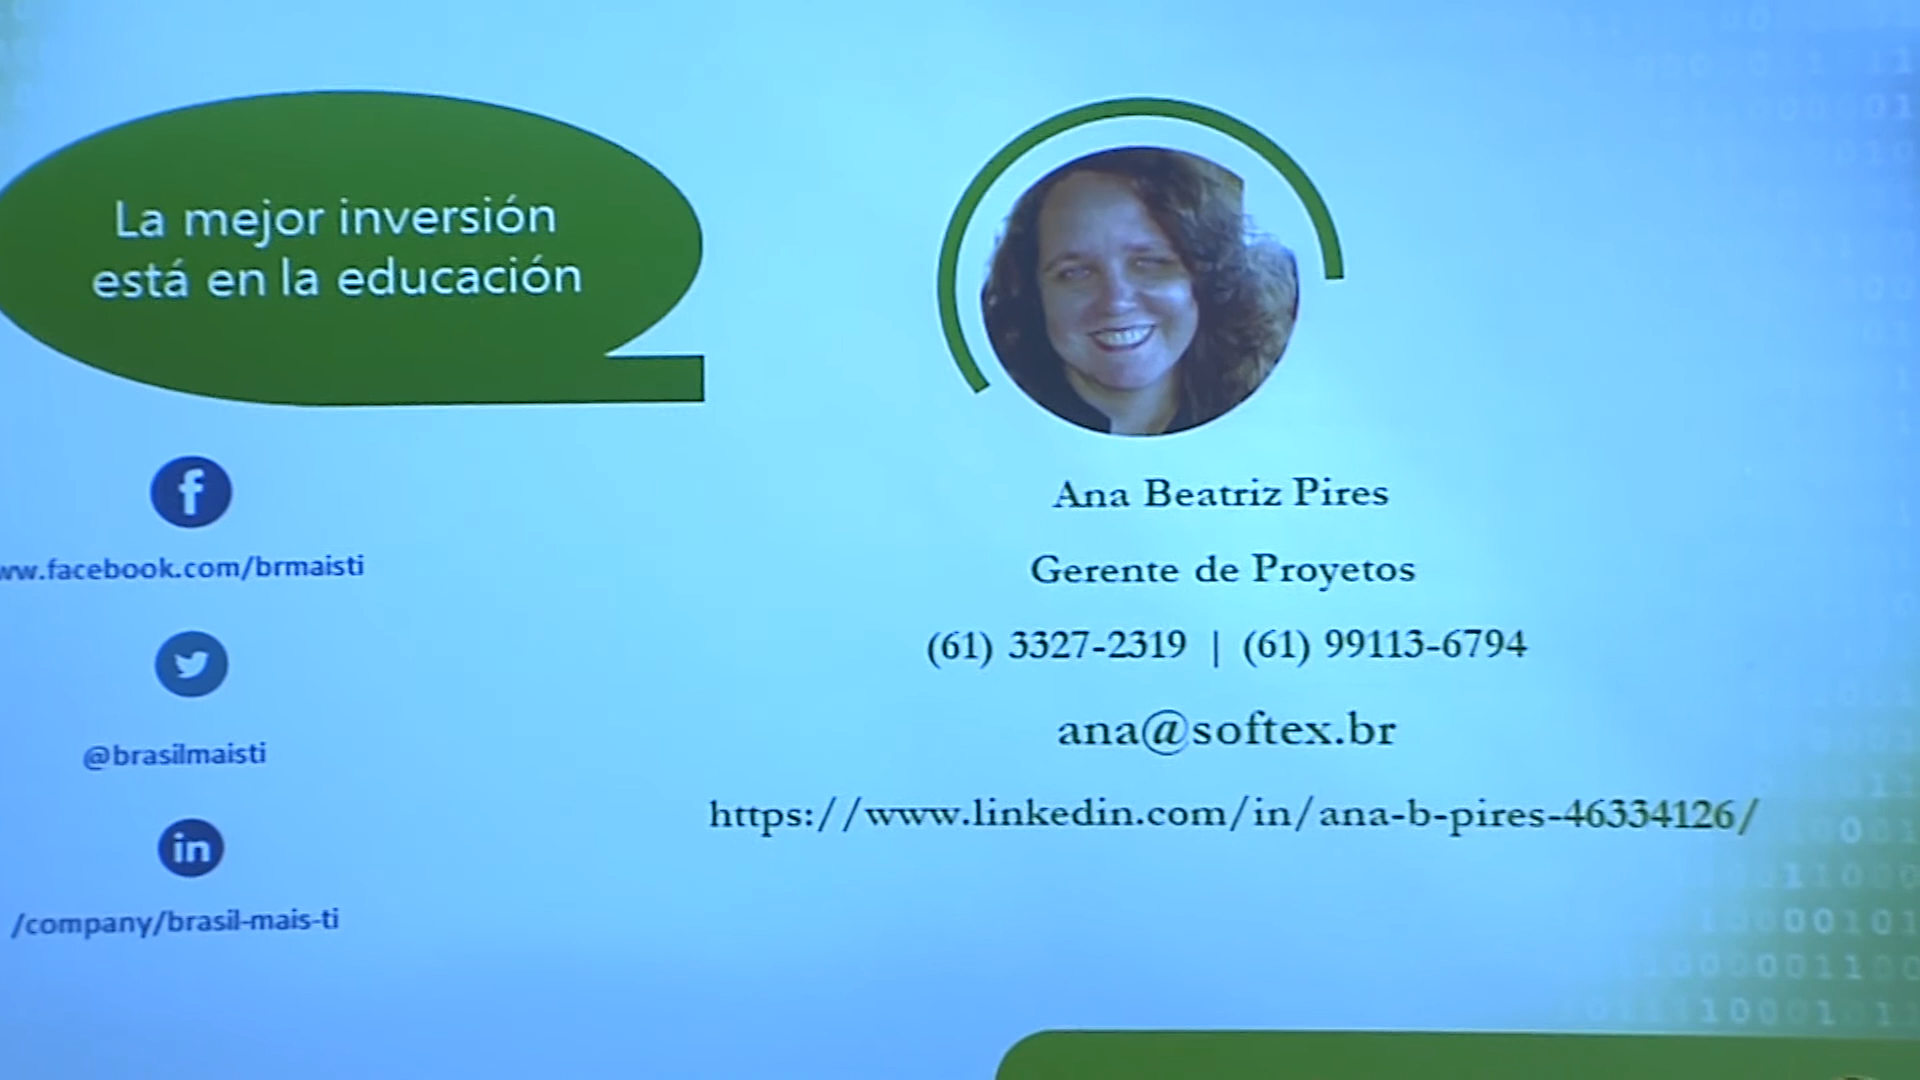 La mejor inversión
está en la educación
ww.facebook.com/brmaisti
@brasilmaisti
/company/brasil-mais-ti
Ana Beatriz Pires
Gerente de Proyetos
(61) 3327-2319 | (61) 99113-6794
ana@softex.br
https://www.linkedin.com/in/ana-b-pires-46334126/